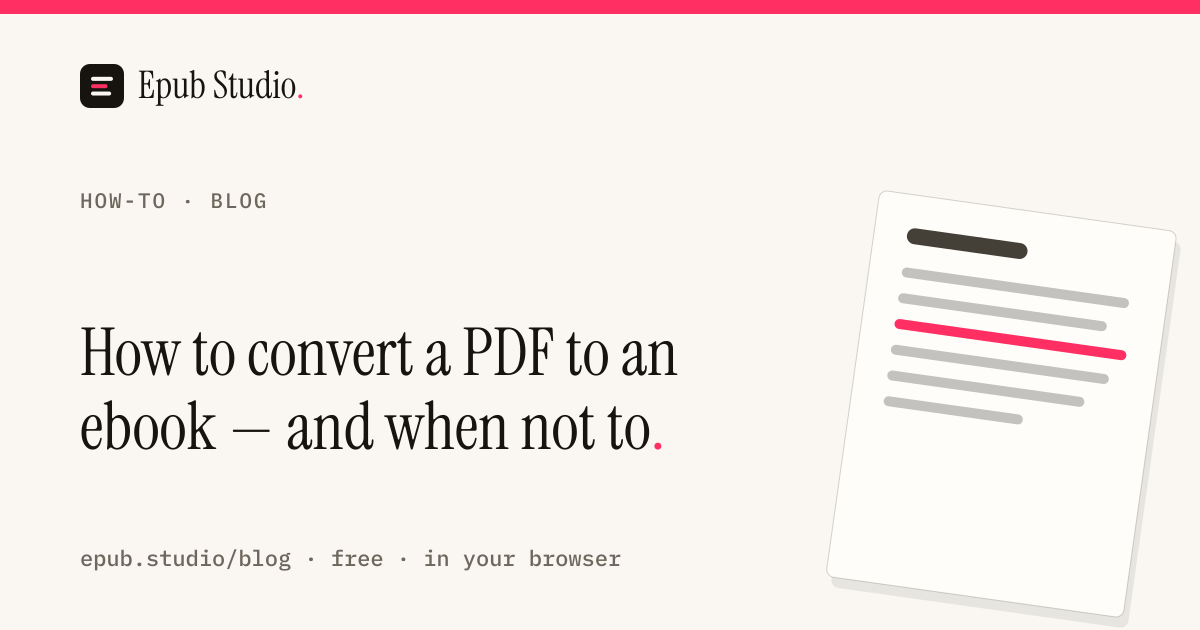 Epub Studio.
HOW-TO · BLOG
How to convert a PDF to an
ebook — and when not to.
epub.studio/blog · free · in your browser